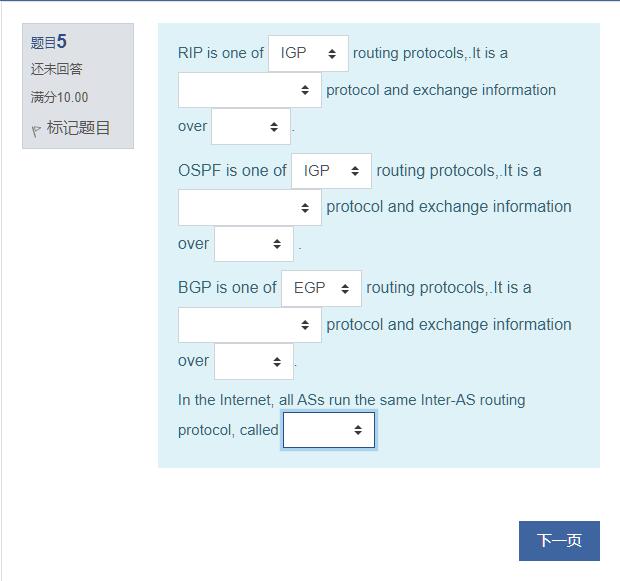 题目5
还未回答
满分10.00
标记题目
RIP is one of IGP routing protocols,.It is a
protocol and exchange information
over .
OSPF is one of IGP routing protocols,.It is a
protocol and exchange information
over .
BGP is one of EGP routing protocols,.It is a
protocol and exchange information
over .
In the Internet, all ASs run the same Inter-AS routing
protocol, called
下一页